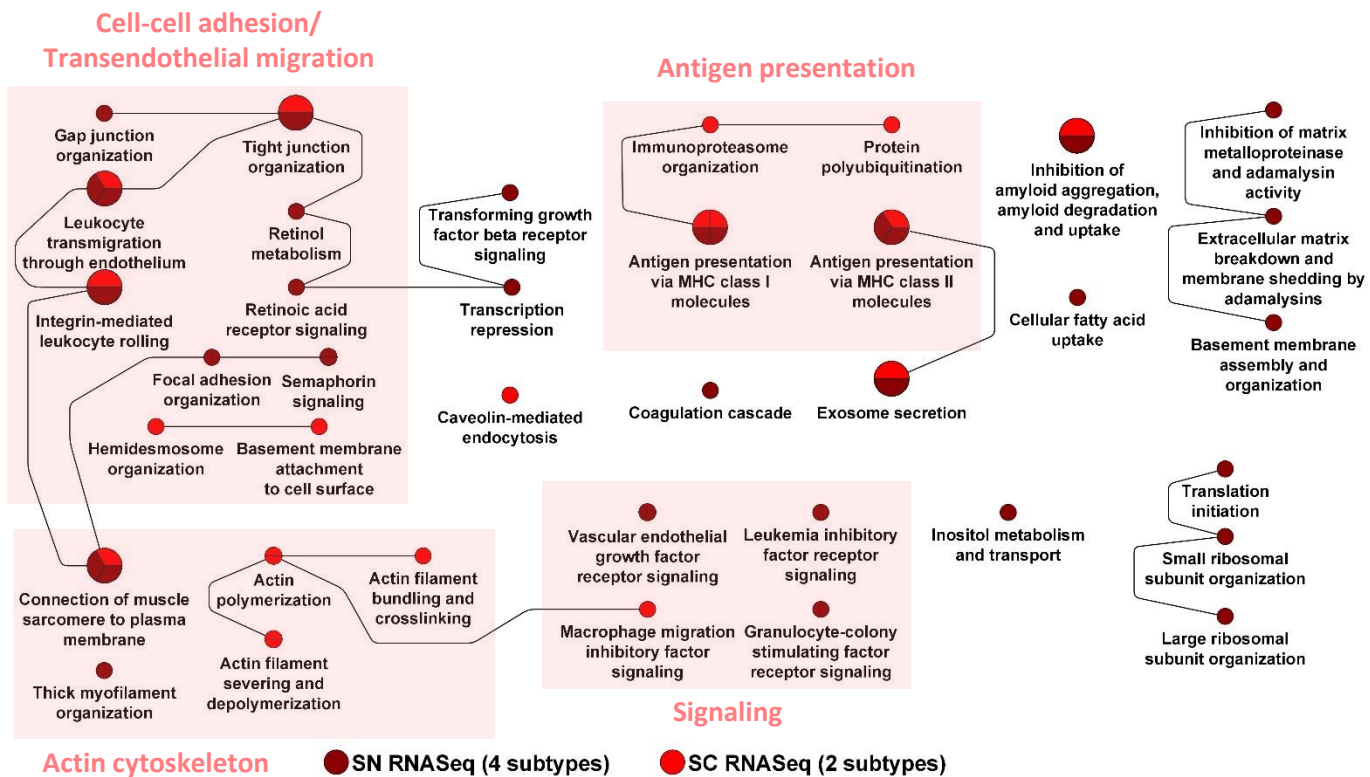 Cell-cell adhesion/
Transendothelial migration
Gap junction
organization
Tight junction
organization
Leukocyte
transmigration
through endothelium
Retinol
metabolism
Integrin-mediated
leukocyte rolling
Retinoic acid
receptor signaling
Focal adhesion
organization
Semaphorin
signaling
Hemidesmosome
organization
Basement membrane
attachment
to cell surface
Transforming growth
factor beta receptor
signaling
Transcription
repression
Caveolin-mediated
endocytosis
Antigen presentation
Immunoproteasome
organization
Protein
polyubiquitination
Antigen presentation
via MHC class I
molecules
Antigen presentation
via MHC class II
molecules
Coagulation cascade
Exosome secretion
Inhibition of
amyloid aggregation,
amyloid degradation
and uptake
Cellular fatty acid
uptake
Inhibition of matrix
metalloproteinase
and adamalysin
activity
Extracellular matrix
breakdown and
membrane shedding by
adamalysins
Basement membrane
assembly and
organization
Connection of muscle
sarcomere to plasma
membrane
Thick myofilament
organization
Actin
polymerization
Actin filament
bundling and
crosslinking
Actin filament
severing and
depolymerization
Actin cytoskeleton
Vascular endothelial
growth factor
receptor signaling
Leukemia inhibitory
factor receptor
signaling
Macrophage migration
inhibitory factor
signaling
Granulocyte-colony
stimulating factor
receptor signaling
Signaling
Inositol metabolism
and transport
Translation
initiation
Small ribosomal
subunit organization
Large ribosomal
subunit organization
SN RNASeq (4 subtypes)
SC RNASeq (2 subtypes)